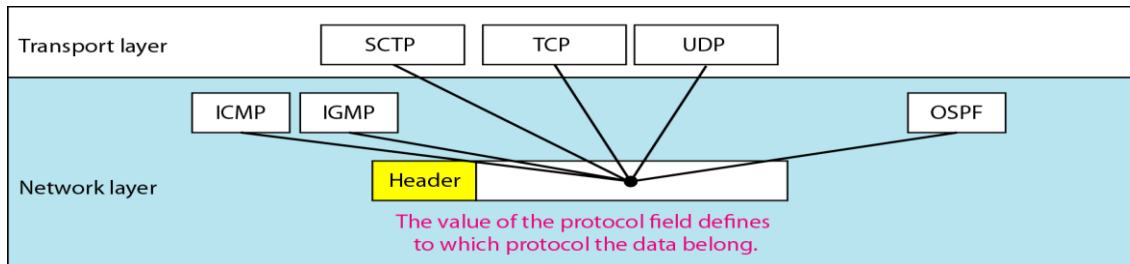 Transport layer
SCTP
TCP
UDP
ICMP
IGMP
OSPF
Network layer
Header
The value of the protocol field defines
to which protocol the data belong.